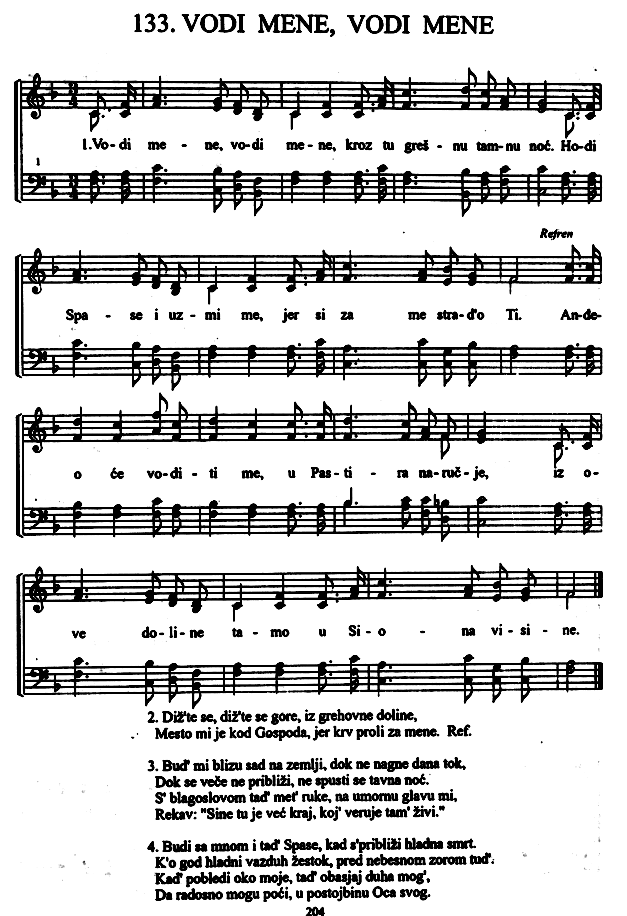 133. VODI MENE, VODI MENE
1.Vo-di me - ne, vo-di me-ne, kroz tu greš - nu tam-nu noć. Ho-di
Spa - se i uz-mi me, jer si za me stra-d'o Ti. An-đe-
Refren
o će vo-di-ti me, u Pas-ti - ra na-ruč-je, iz o-
ve do-li-ne ta-mo u Si-o - na vi-si-ne.
2. Diž'te se, diž'te se gore, iz grehovne doline,
Mesto mi je kod Gospoda, jer krv proli za mene. Ref.
3. Bud' mi blizu sad na zemlji, dok ne nagne dana tok,
Dok se veče ne približi, ne spusti se tavna noć.
S' blagoslovom tad' met' ruke, na umornu glavu mi,
Rekav: "Sine tu je već kraj, koj' veruje tam' živi."
4. Budi sa mnom i tad' Spase, kad s'približi hladna smrt.
K'o god hladni vazduh žestok, pred nebesnom zorom tud'.
Kad' pobledi oko moje, tad' obasjaj duha mog',
Da radosno mogu poći, u postojbinu Oca svog.
204